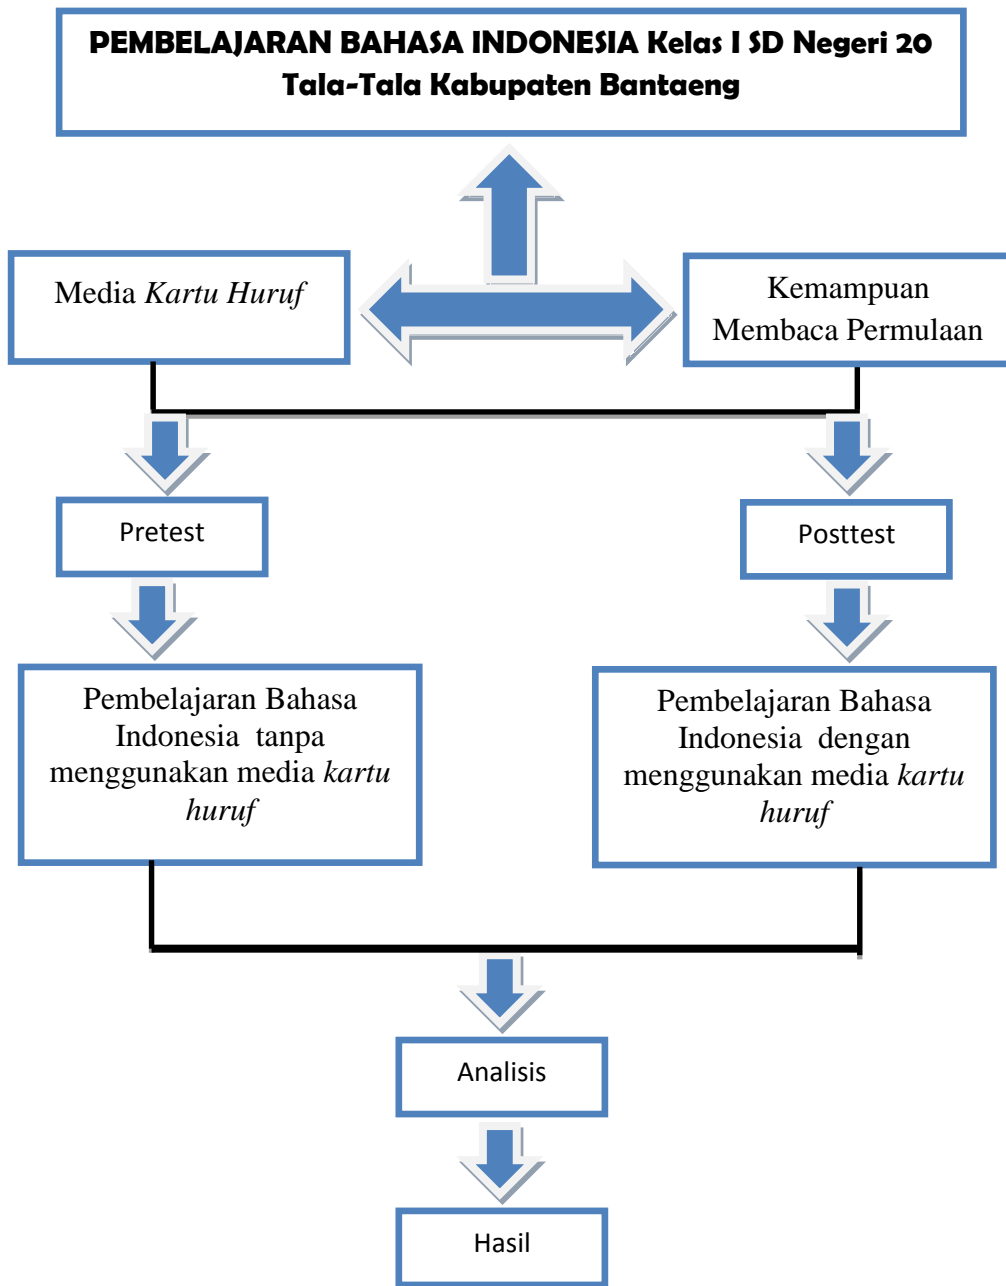 PEMBELAJARAN BAHASA INDONESIA Kelas I SD Negeri 20
Tala-Tala Kabupaten Bantaeng
Media Kartu Huruf
Kemampuan
Membaca Permulaan
Pretest
Posttest
Pembelajaran Bahasa
Indonesia tanpa
menggunakan media kartu
huruf
Pembelajaran Bahasa
Indonesia dengan
menggunakan media kartu
huruf
Analisis
Hasil